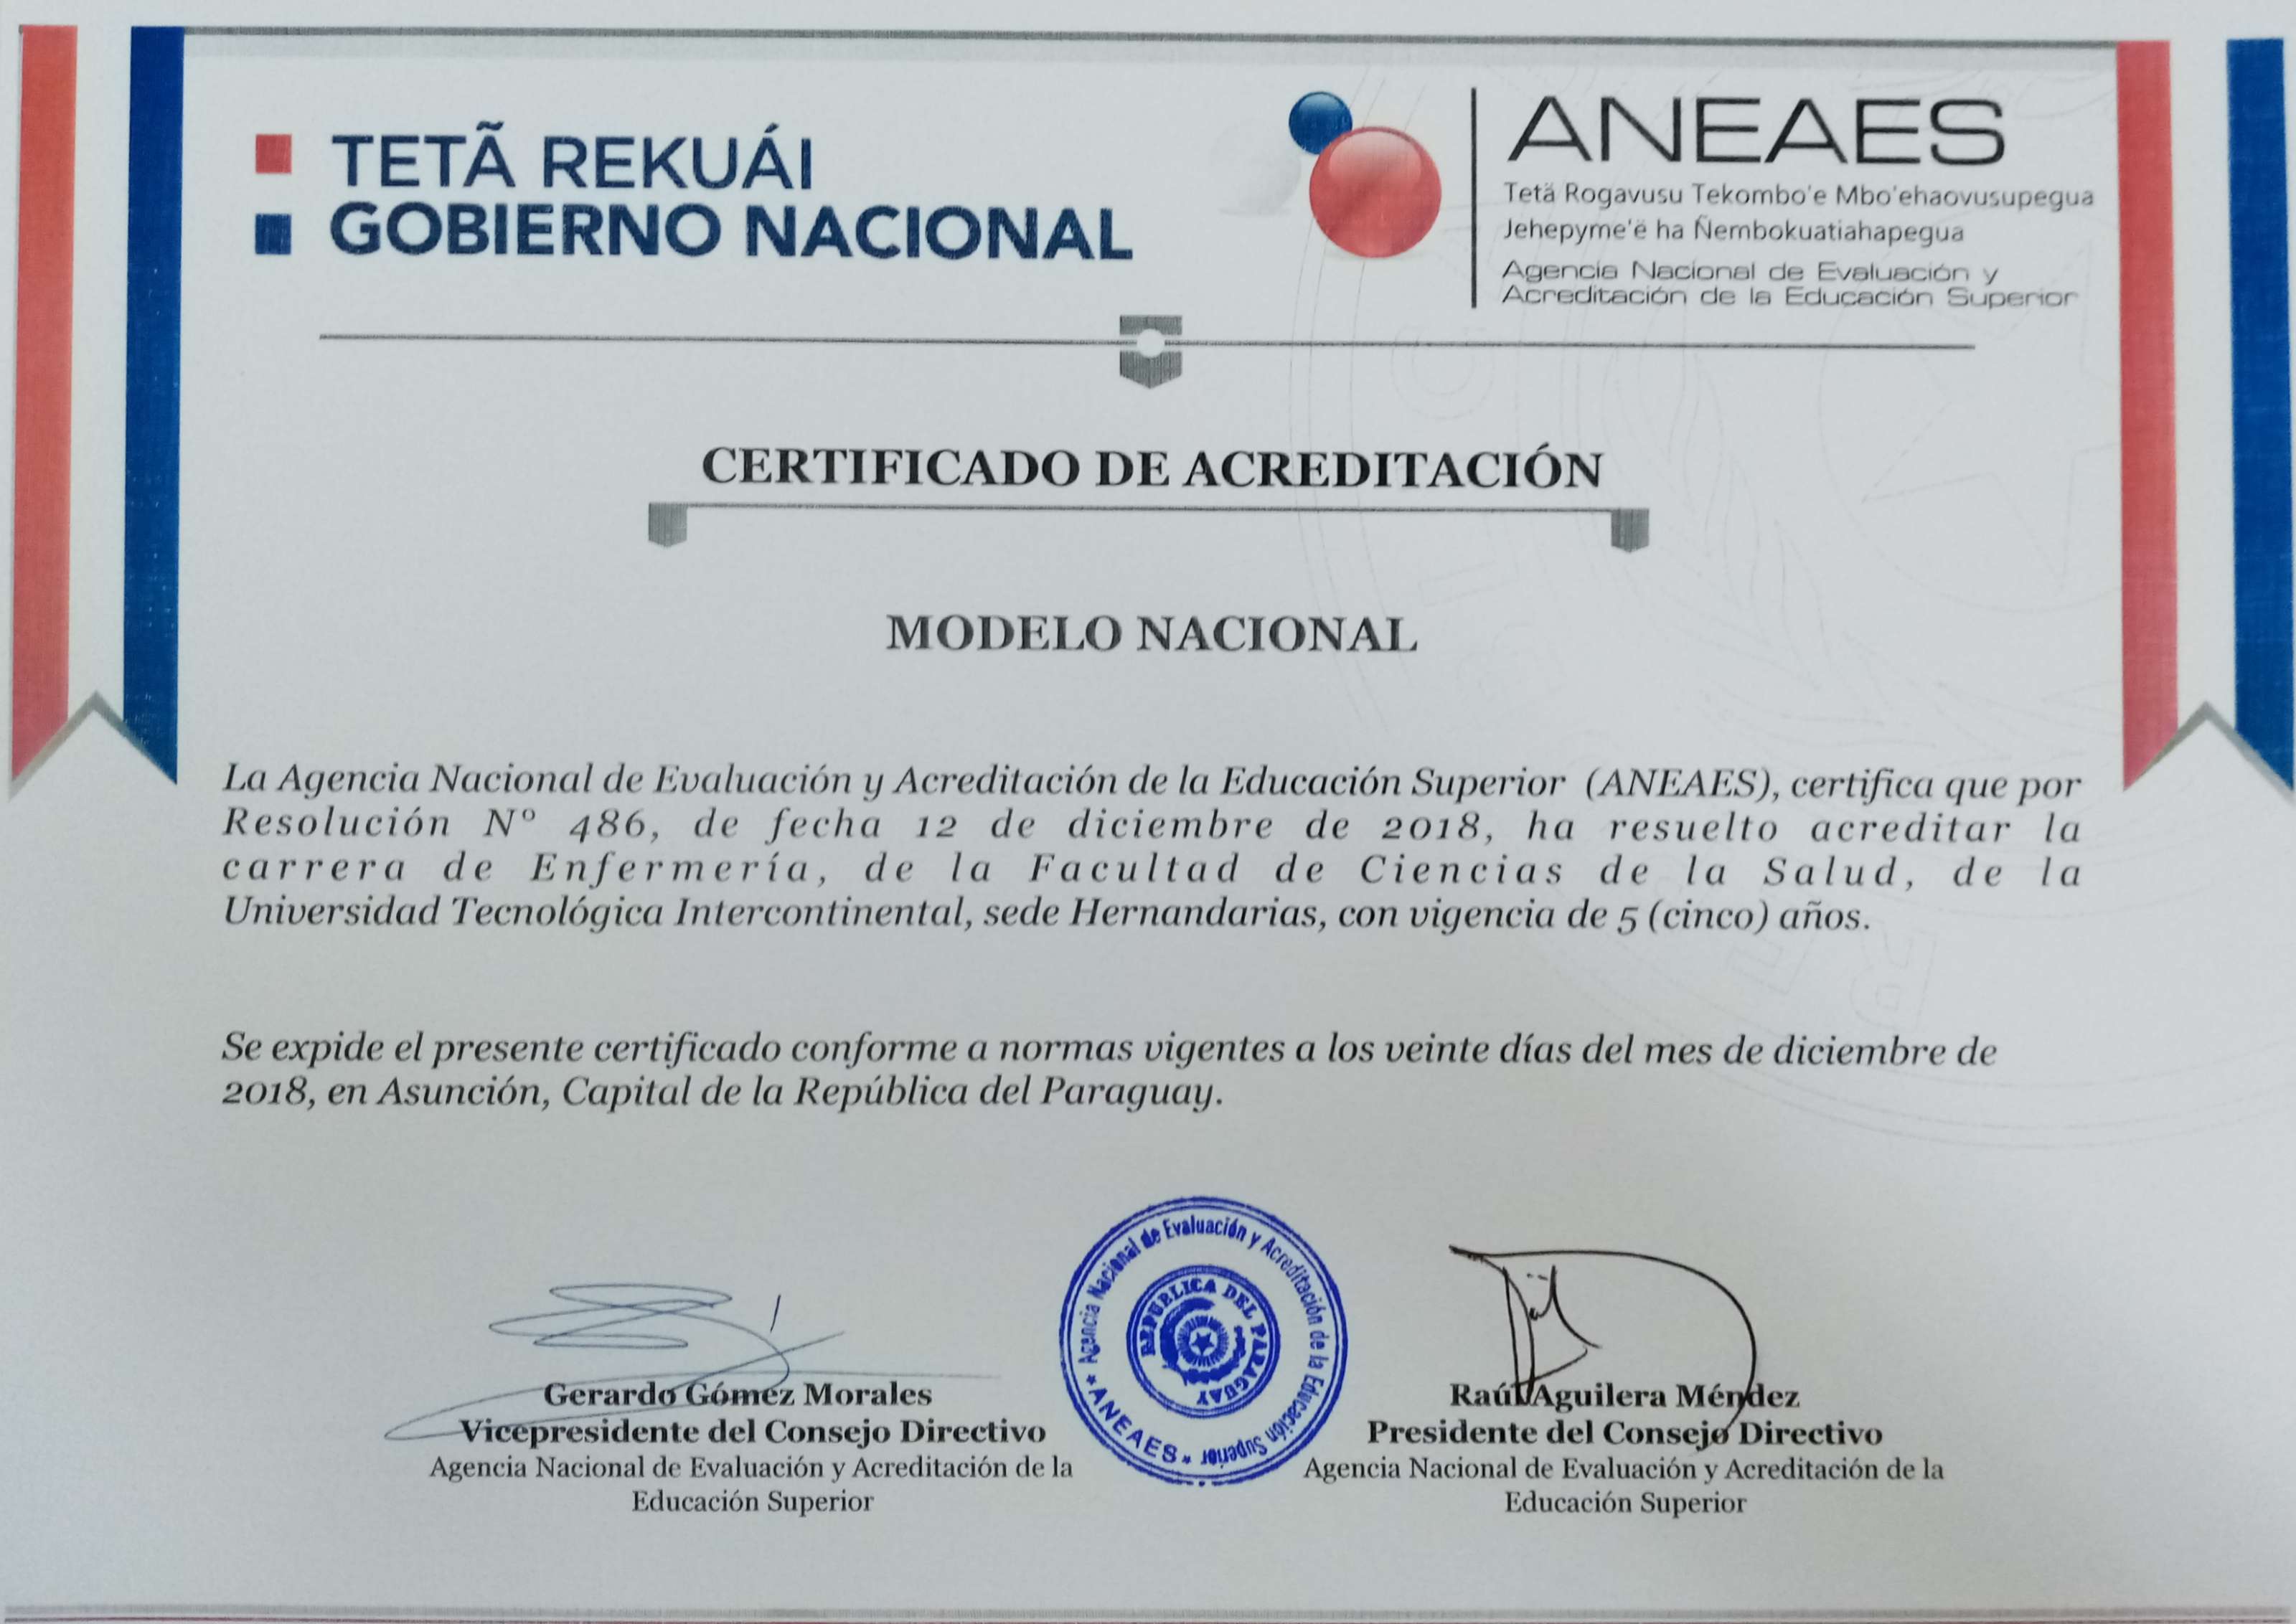 TETÃ REKUÁI
GOBIERNO NACIONAL
ANEAES
Tetã Rogavusu Tekombo'e Mbo'ehaovusupegua
Jehepyme'ẽ ha Ñembokuatiahapegua
Agencia Nacional de Evaluación y
Acreditación de la Educación Superior
CERTIFICADO DE ACREDITACIÓN
MODELO NACIONAL
La Agencia Nacional de Evaluación y Acreditación de la Educación Superior (ANEAES), certifica que por
Resolución N° 486, de fecha 12 de diciembre de 2018, ha resuelto acreditar la
carrera de Enfermería, de la Facultad de Ciencias de la Salud, de la
Universidad Tecnológica Intercontinental, sede Hernandarias, con vigencia de 5 (cinco) años.
Se expide el presente certificado conforme a normas vigentes a los veinte días del mes de diciembre de
2018, en Asunción, Capital de la República del Paraguay.
Gerardo Gómez Morales
Vicepresidente del Consejo Directivo
Agencia Nacional de Evaluación y Acreditación de la
Educación Superior
Agencia Nacional de Evaluación y Acreditación de la Educación Superior
* ANEAES *
REPUBLICA DEL PARAGUAY
Raúl Aguilera Méndez
Presidente del Consejo Directivo
Agencia Nacional de Evaluación y Acreditación de la
Educación Superior